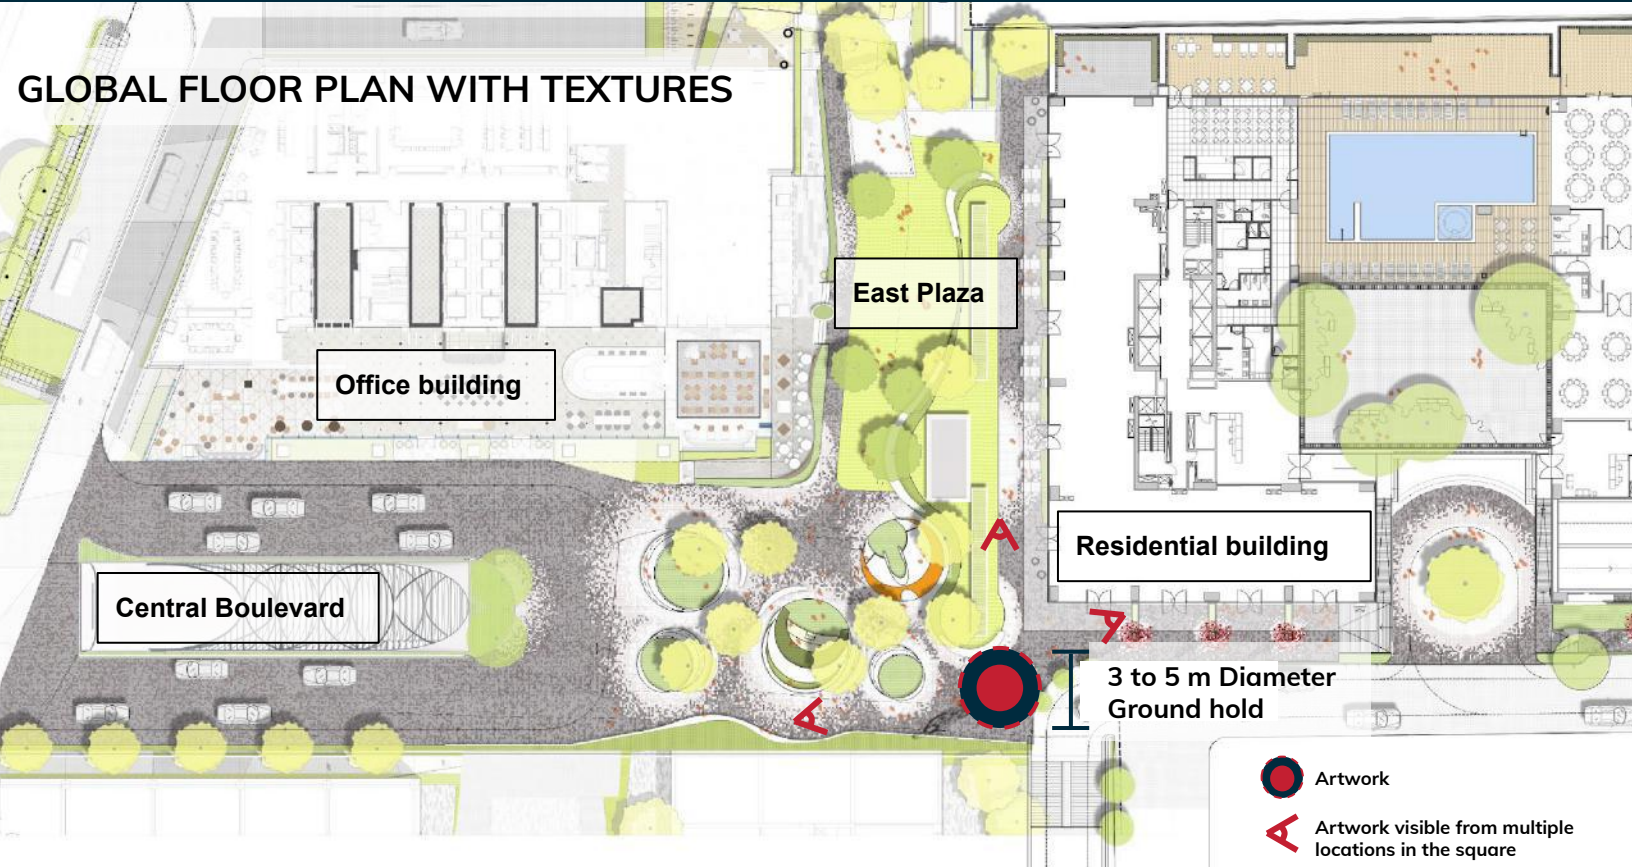 GLOBAL FLOOR PLAN WITH TEXTURES
East Plaza
Office building
Residential building
Central Boulevard
3 to 5 m Diameter
Ground hold
Artwork
Artwork visible from multiple
locations in the square